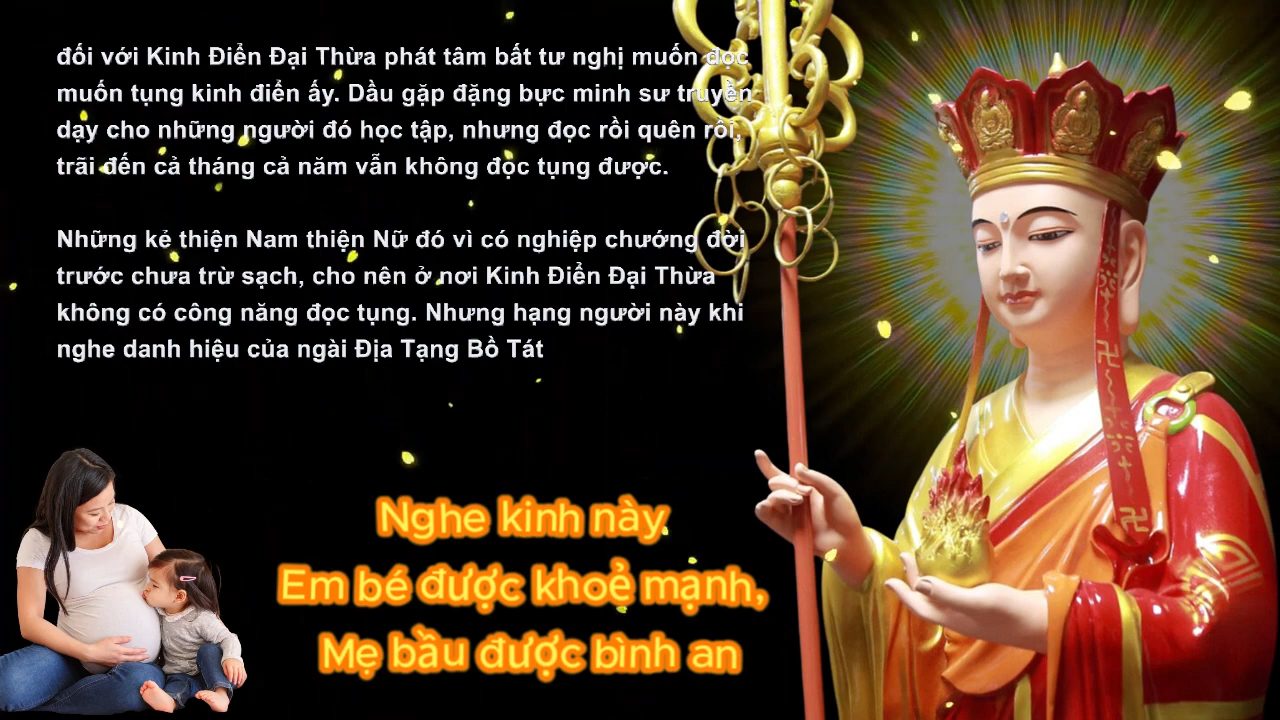 đối với Kinh Điển Đại Thừa phát tâm bất tư nghị muốn đọc
muốn tụng kinh điển ấy. Dầu gặp đặng bực minh sư truyền
dạy cho những người đó học tập, nhưng đọc rồi quên rồi,
trãi đến cả tháng cả năm vẫn không đọc tụng được.
Những kẻ thiện Nam thiện Nữ đó vì có nghiệp chướng đời
trước chưa trừ sạch, cho nên ở nơi Kinh Điển Đại Thừa
không có công năng đọc tụng. Nhưng hạng người này khi
nghe danh hiệu của ngài Địa Tạng Bồ Tát
Nghe kinh này
Em bé được khoẻ mạnh,
Mẹ bầu được bình an